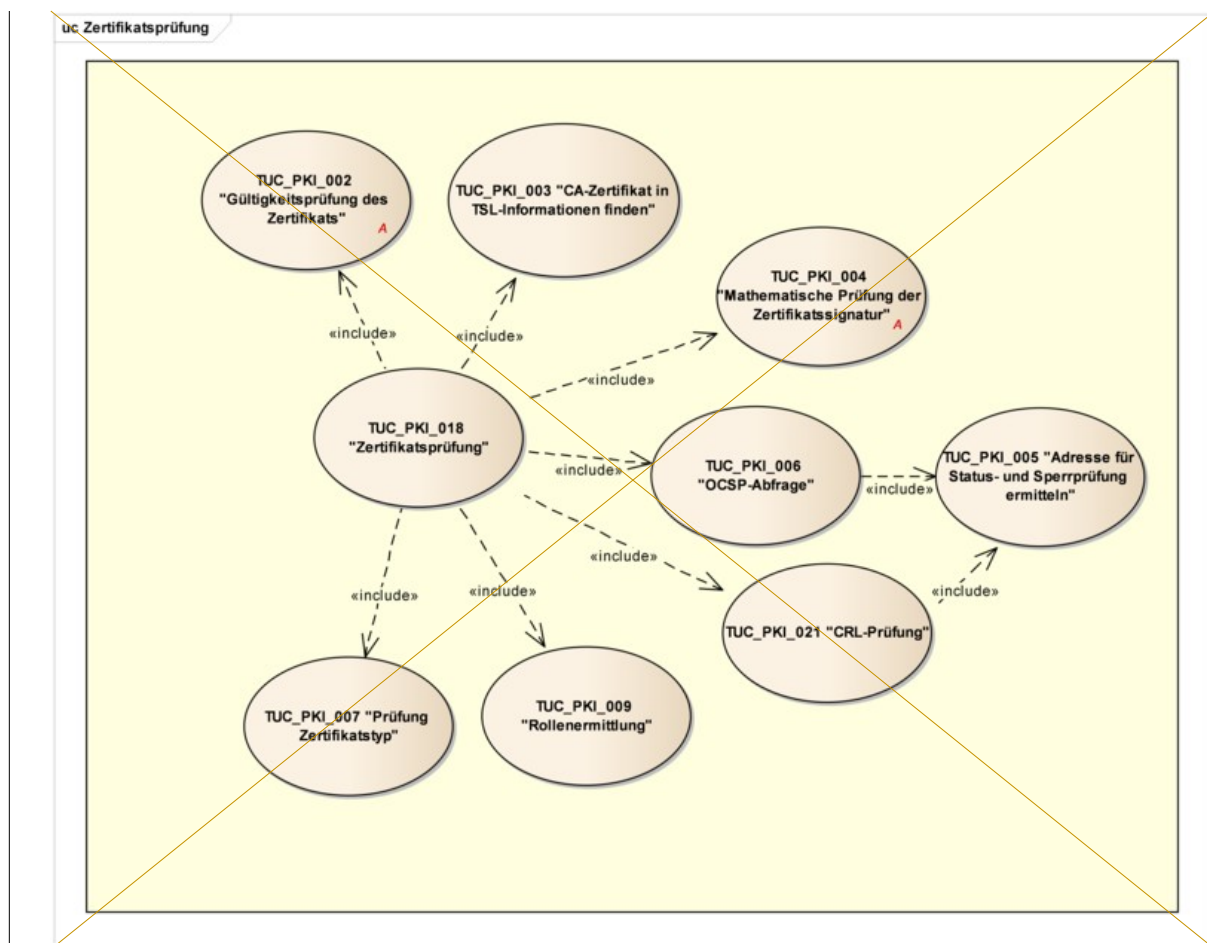 uc Zertifikatsprüfung
TUC_PKI_002
"Gültigkeitsprüfung des
Zertifikats"
A
TUC_PKI_003 "CA-Zertifikat in
TSL-Informationen finden"
TUC_PKI_004
"Mathematische Prüfung der
Zertifikatssignatur"
A
«include»
«include»
«include»
TUC_PKI_018
"Zertifikatsprüfung"
«include»
TUC_PKI_006
"OCSP-Abfrage"
«include»
TUC_PKI_005 "Adresse für
Status- und Sperrprüfung
ermitteln"
«include»
«include»
«include»
«include»
TUC_PKI_021 "CRL-Prüfung"
TUC_PKI_007 "Prüfung
Zertifikatstyp"
TUC_PKI_009
"Rollenermittlung"